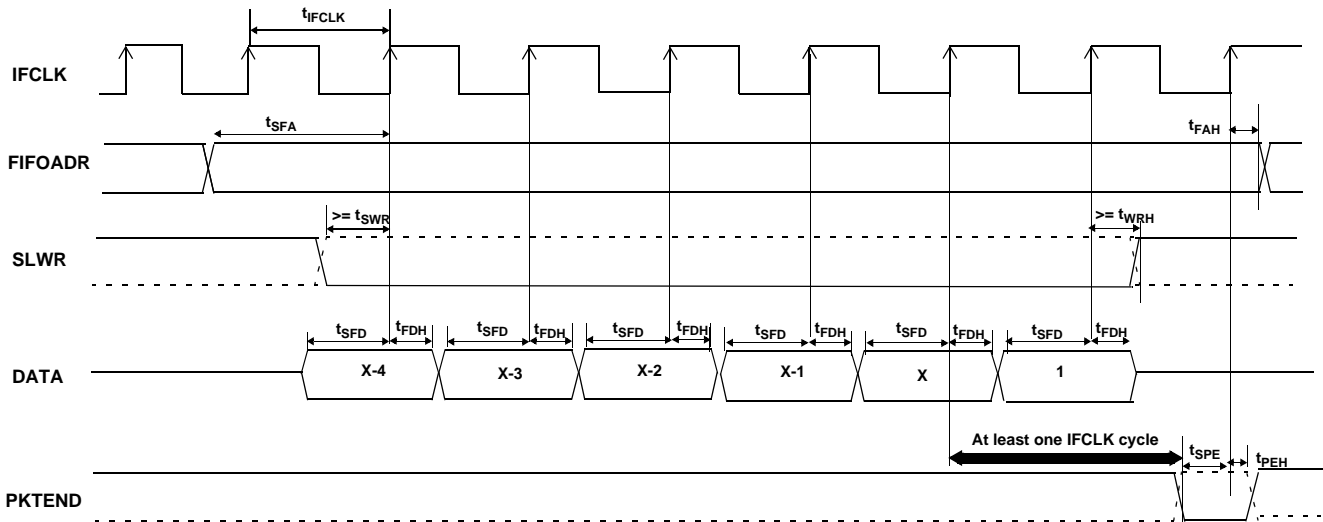 tIFCLK
IFCLK
tSFA
tFAH
FIFOADR
>= tSWR
>= tWRH
SLWR
tSFD tFDH tSFD tFDH tSFD tFDH tSFD tFDH tSFD tFDH tSFD tFDH
DATA
X-4 X-3 X-2 X-1 X 1
At least one IFCLK cycle
tSPE
tPEH
PKTEND